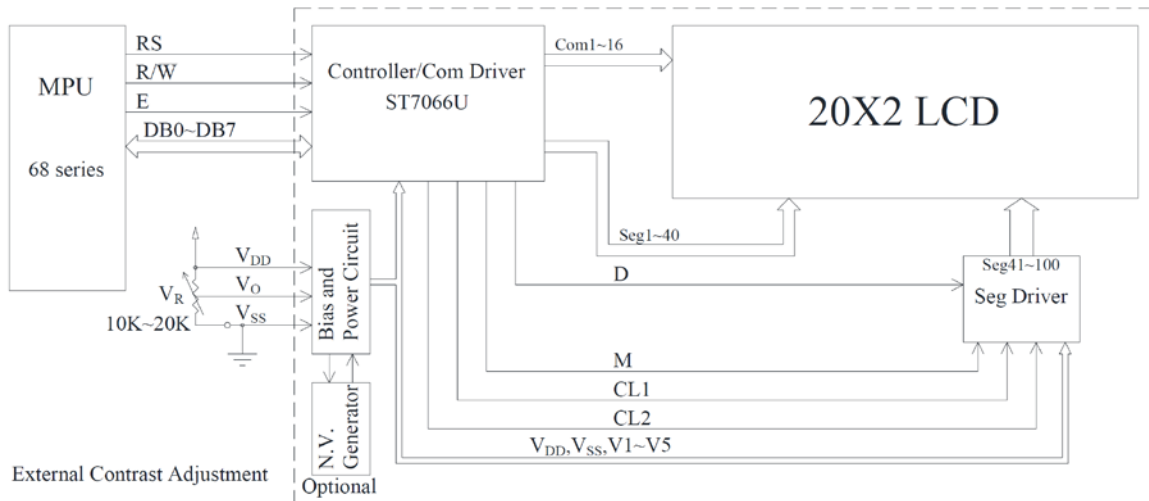 MPU
68 series
RS
R/W̅
E
DB0~DB7
Controller/Com Driver
ST7066U
Com1~16
20X2 LCD
Seg1~40
Seg41~100
Seg Driver
D
M
CL1
CL2
VDD,VSS,V1~V5
VDD
VO
VSS
VR
10K~20K
Bias and
Power Circuit
N.V.
Generator
Optional
External Contrast Adjustment